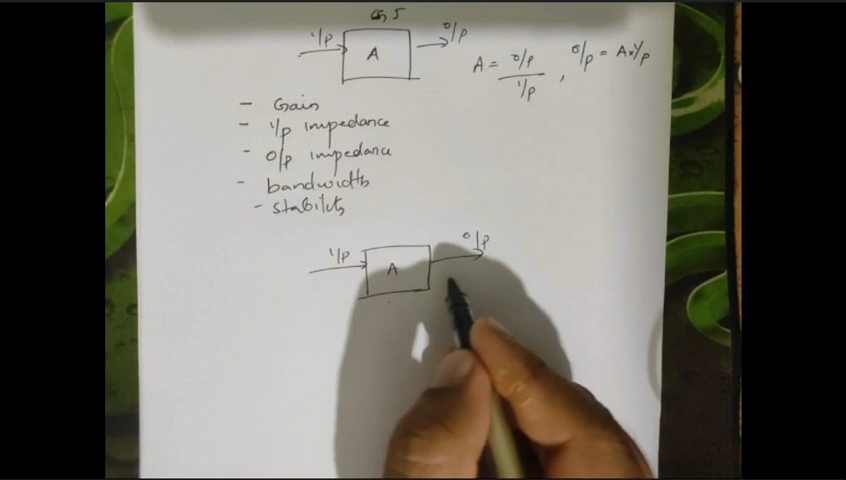 i/p A o/p
A = o/p / i/p , o/p = A x i/p
- Gain
- i/p impedance
- o/p impedance
- bandwidth
- stability
i/p A o/p